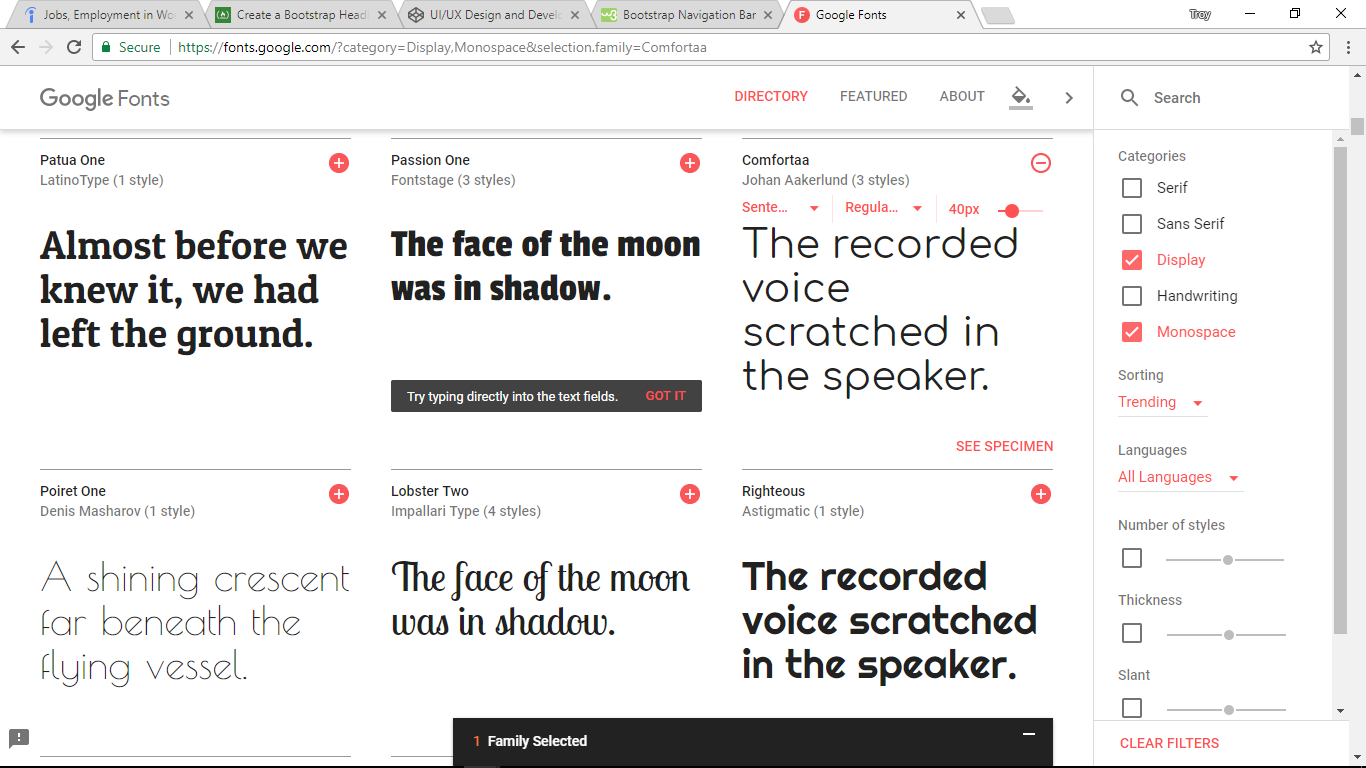 Jobs, Employment in Wo
Create a Bootstrap Headl
UI/UX Design and Develo
Bootstrap Navigation Bar
Google Fonts
Troy
Secure
https://fonts.google.com/?category=Display,Monospace&selection.family=Comfortaa
Google Fonts
DIRECTORY
FEATURED
ABOUT
Search
Patua One
LatinoType (1 style)
Almost before we
knew it, we had
left the ground.
Passion One
Fontstage (3 styles)
The face of the moon
was in shadow.
Try typing directly into the text fields.
GOT IT
Comfortaa
Johan Aakerlund (3 styles)
Sente...
Regula...
40px
The recorded
voice
scratched in
the speaker.
SEE SPECIMEN
Poiret One
Denis Masharov (1 style)
A shining crescent
far beneath the
flying vessel.
Lobster Two
Impallari Type (4 styles)
The face of the moon
was in shadow.
Righteous
Astigmatic (1 style)
The recorded
voice scratched
in the speaker.
1 Family Selected
Categories
Serif
Sans Serif
Display
Handwriting
Monospace
Sorting
Trending
Languages
All Languages
Number of styles
Thickness
Slant
CLEAR FILTERS